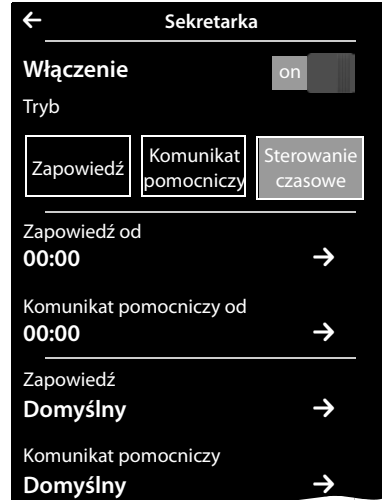 Sekretarka
Włączenie
on
Tryb
Zapowiedź
Komunikat
pomocniczy
Sterowanie
czasowe
Zapowiedź od
00:00
Komunikat pomocniczy od
00:00
Zapowiedź
Domyślny
Komunikat pomocniczy
Domyślny